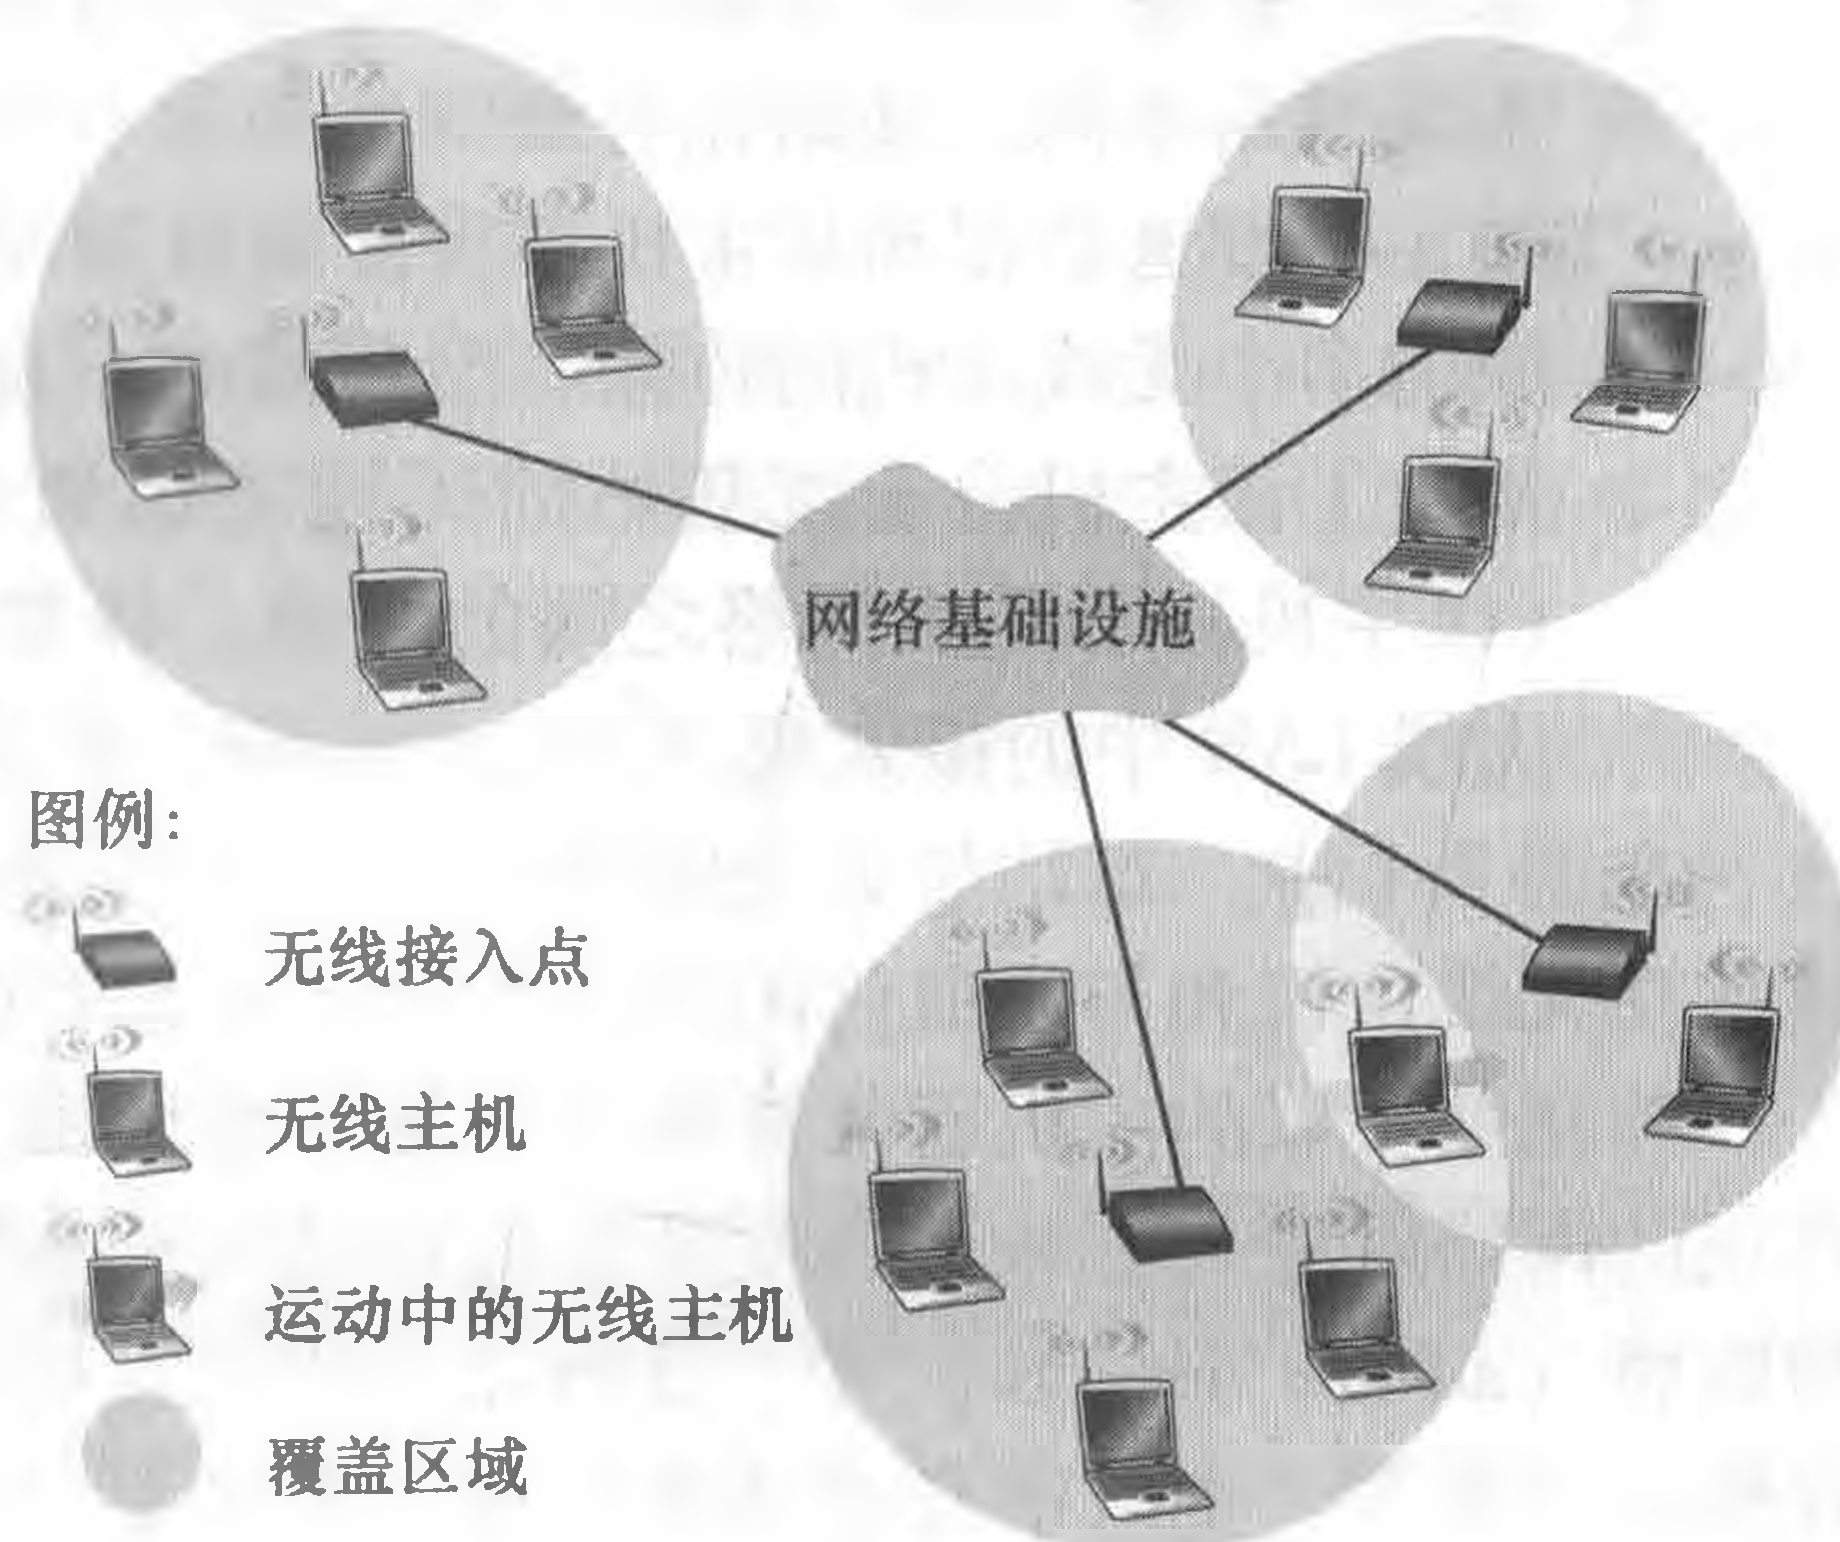 网络基础设施
图例：
无线接入点
无线主机
运动中的无线主机
覆盖区域